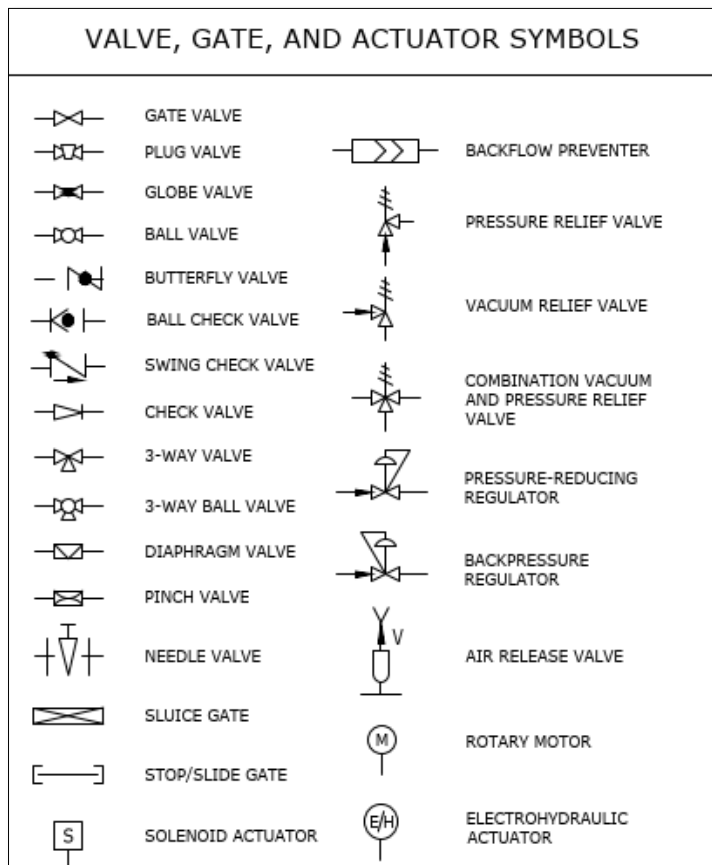 VALVE, GATE, AND ACTUATOR SYMBOLS
GATE VALVE
PLUG VALVE
GLOBE VALVE
BALL VALVE
BUTTERFLY VALVE
BALL CHECK VALVE
SWING CHECK VALVE
CHECK VALVE
3-WAY VALVE
3-WAY BALL VALVE
DIAPHRAGM VALVE
PINCH VALVE
NEEDLE VALVE
SLUICE GATE
STOP/SLIDE GATE
S
SOLENOID ACTUATOR
BACKFLOW PREVENTER
PRESSURE RELIEF VALVE
VACUUM RELIEF VALVE
COMBINATION VACUUM
AND PRESSURE RELIEF
VALVE
PRESSURE-REDUCING
REGULATOR
BACKPRESSURE
REGULATOR
V
AIR RELEASE VALVE
M
ROTARY MOTOR
E/H
ELECTROHYDRAULIC
ACTUATOR